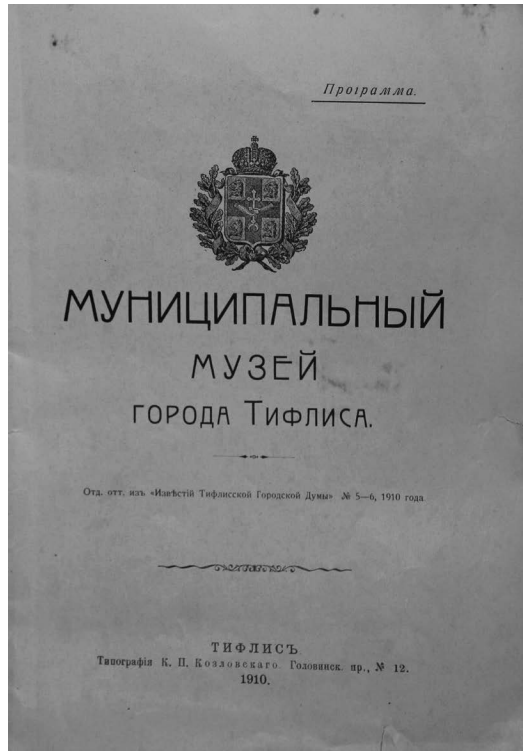 Программа.
МУНИЦИПАЛЬНЫЙ
МУЗЕЙ
ГОРОДА ТИФЛИСА.
Отд. отт. изъ «Извѣстій Тифлисской Городской Думы» № 5—6, 1910 года
ТИФЛИСЪ
Типографія К. П. Козловскаго Головинск. пр., № 12.
1910.